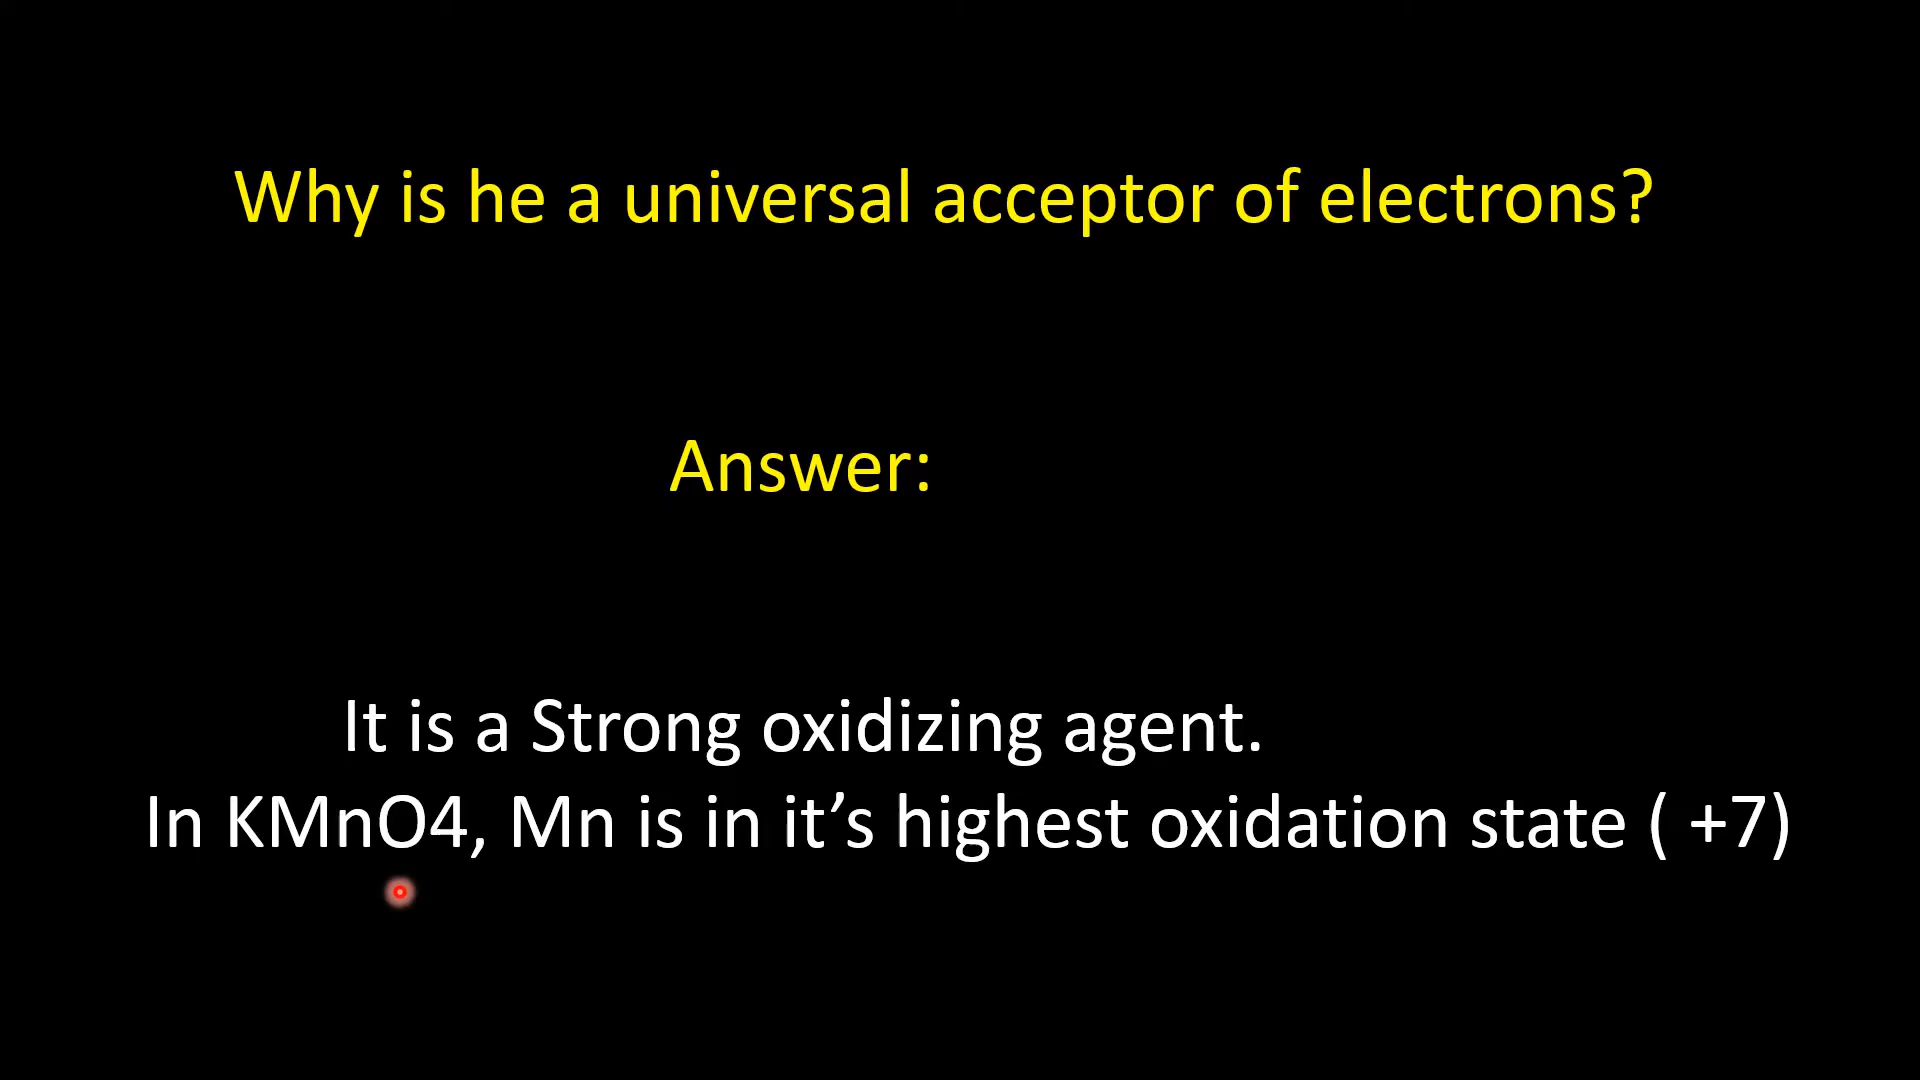 Why is he a universal acceptor of electrons?
Answer:
It is a Strong oxidizing agent.
In KMnO4, Mn is in it’s highest oxidation state ( +7)